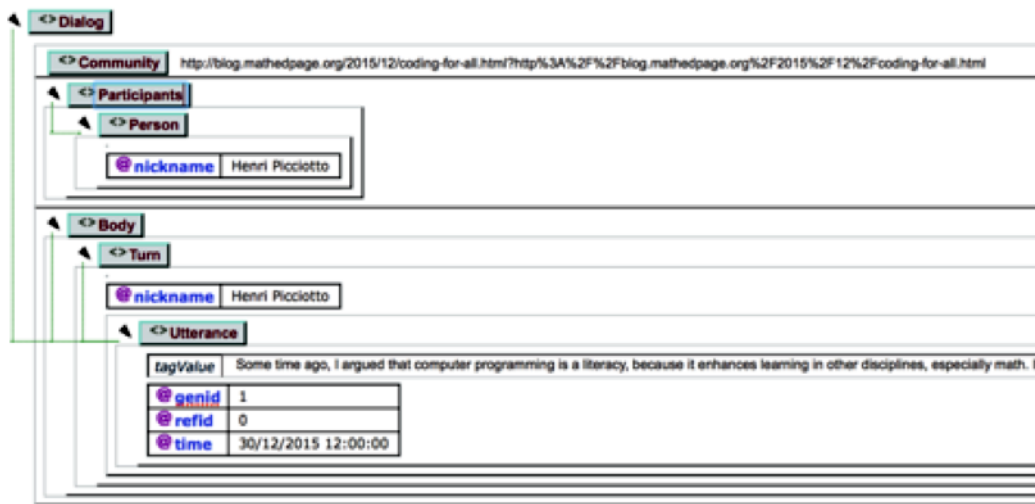 <> Dialog
<> Community http://blog.mathedpage.org/2015/12/coding-for-all.html?http%3A%2F%2Fblog.mathedpage.org%2F2015%2F12%2Fcoding-for-all.html
<> Participants
<> Person
@ nickname Henri Picciotto
<> Body
<> Turn
@ nickname Henri Picciotto
<> Utterance
tagValue Some time ago, I argued that computer programming is a literacy, because it enhances learning in other disciplines, especially math.
@ genid 1
@ refid 0
@ time 30/12/2015 12:00:00